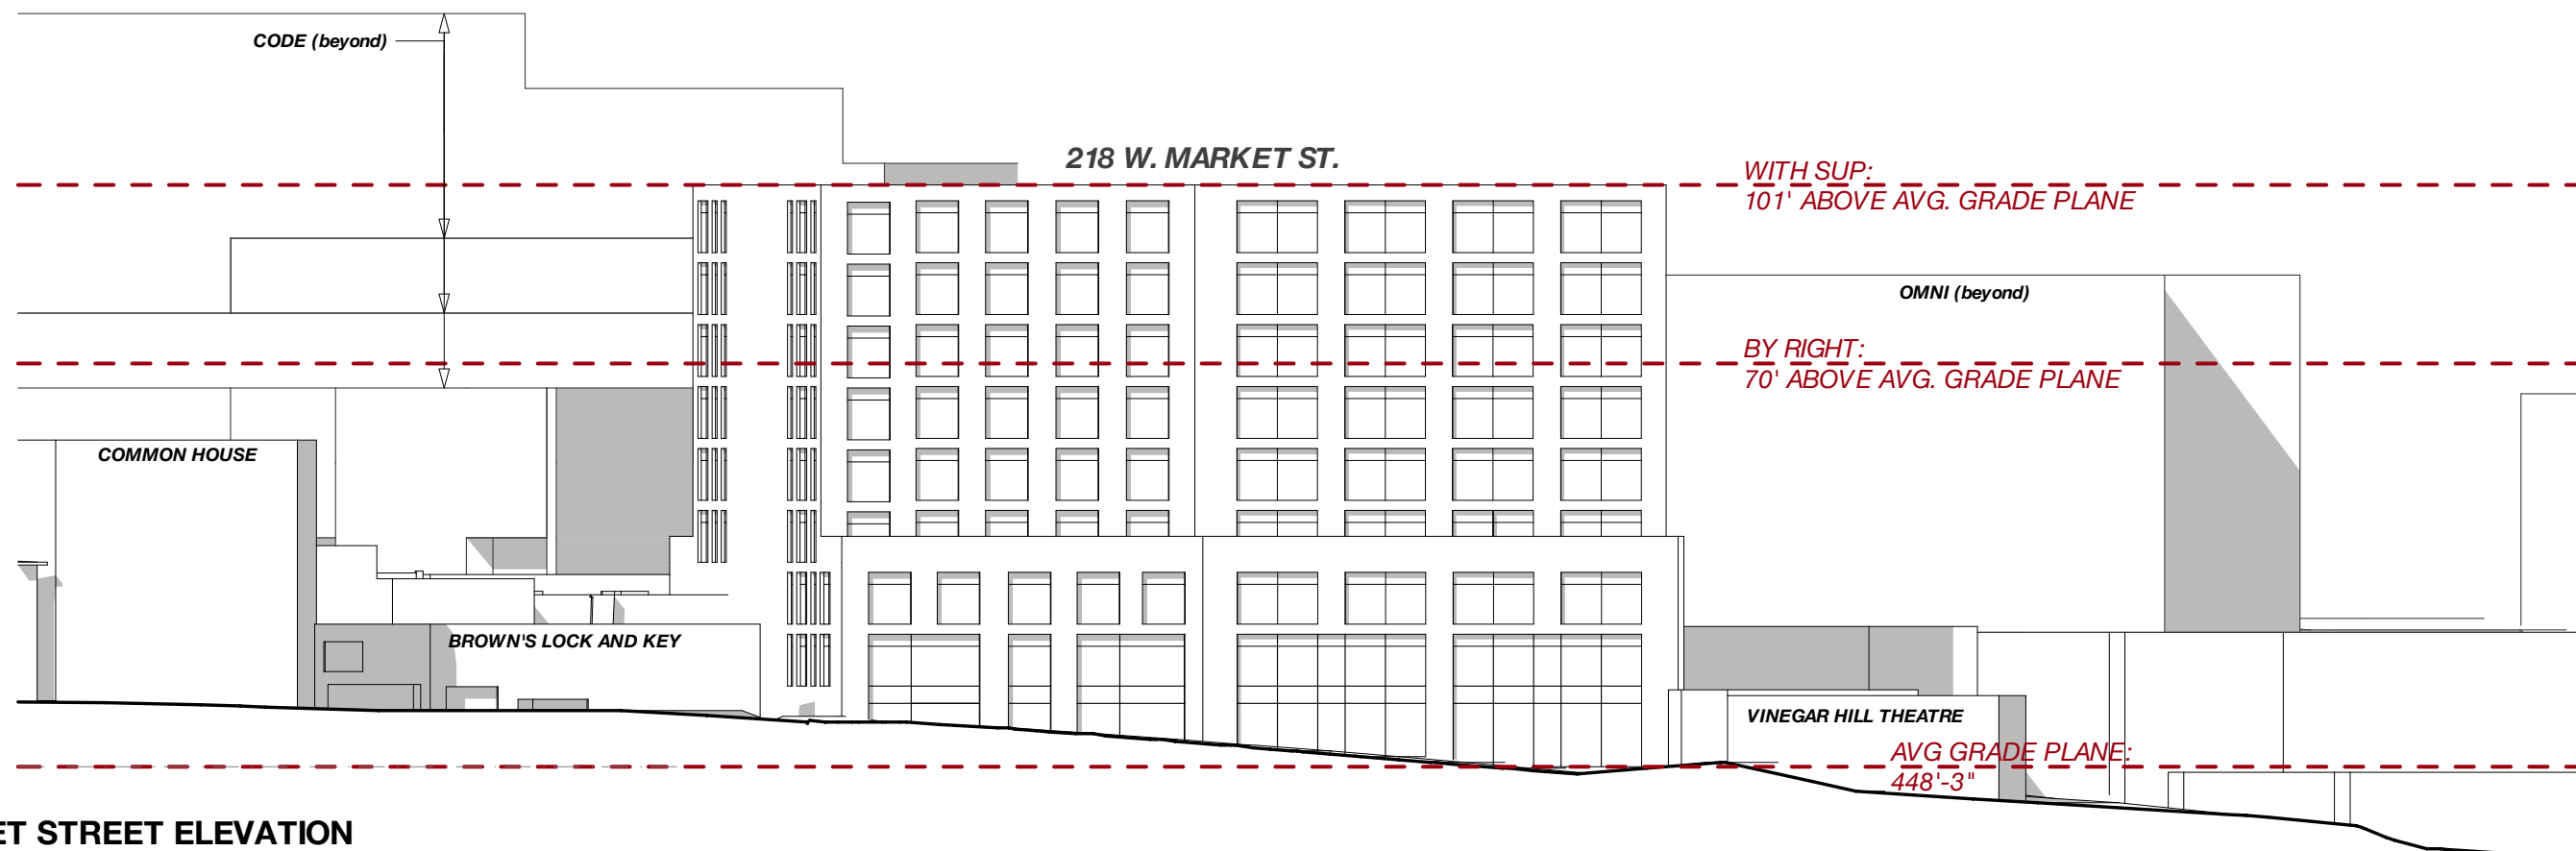 CODE (beyond)
218 W. MARKET ST.
WITH SUP:
101' ABOVE AVG. GRADE PLANE
OMNI (beyond)
BY RIGHT:
70' ABOVE AVG. GRADE PLANE
COMMON HOUSE
BROWN'S LOCK AND KEY
VINEGAR HILL THEATRE
AVG GRADE PLANE:
448'-3"
ET STREET ELEVATION